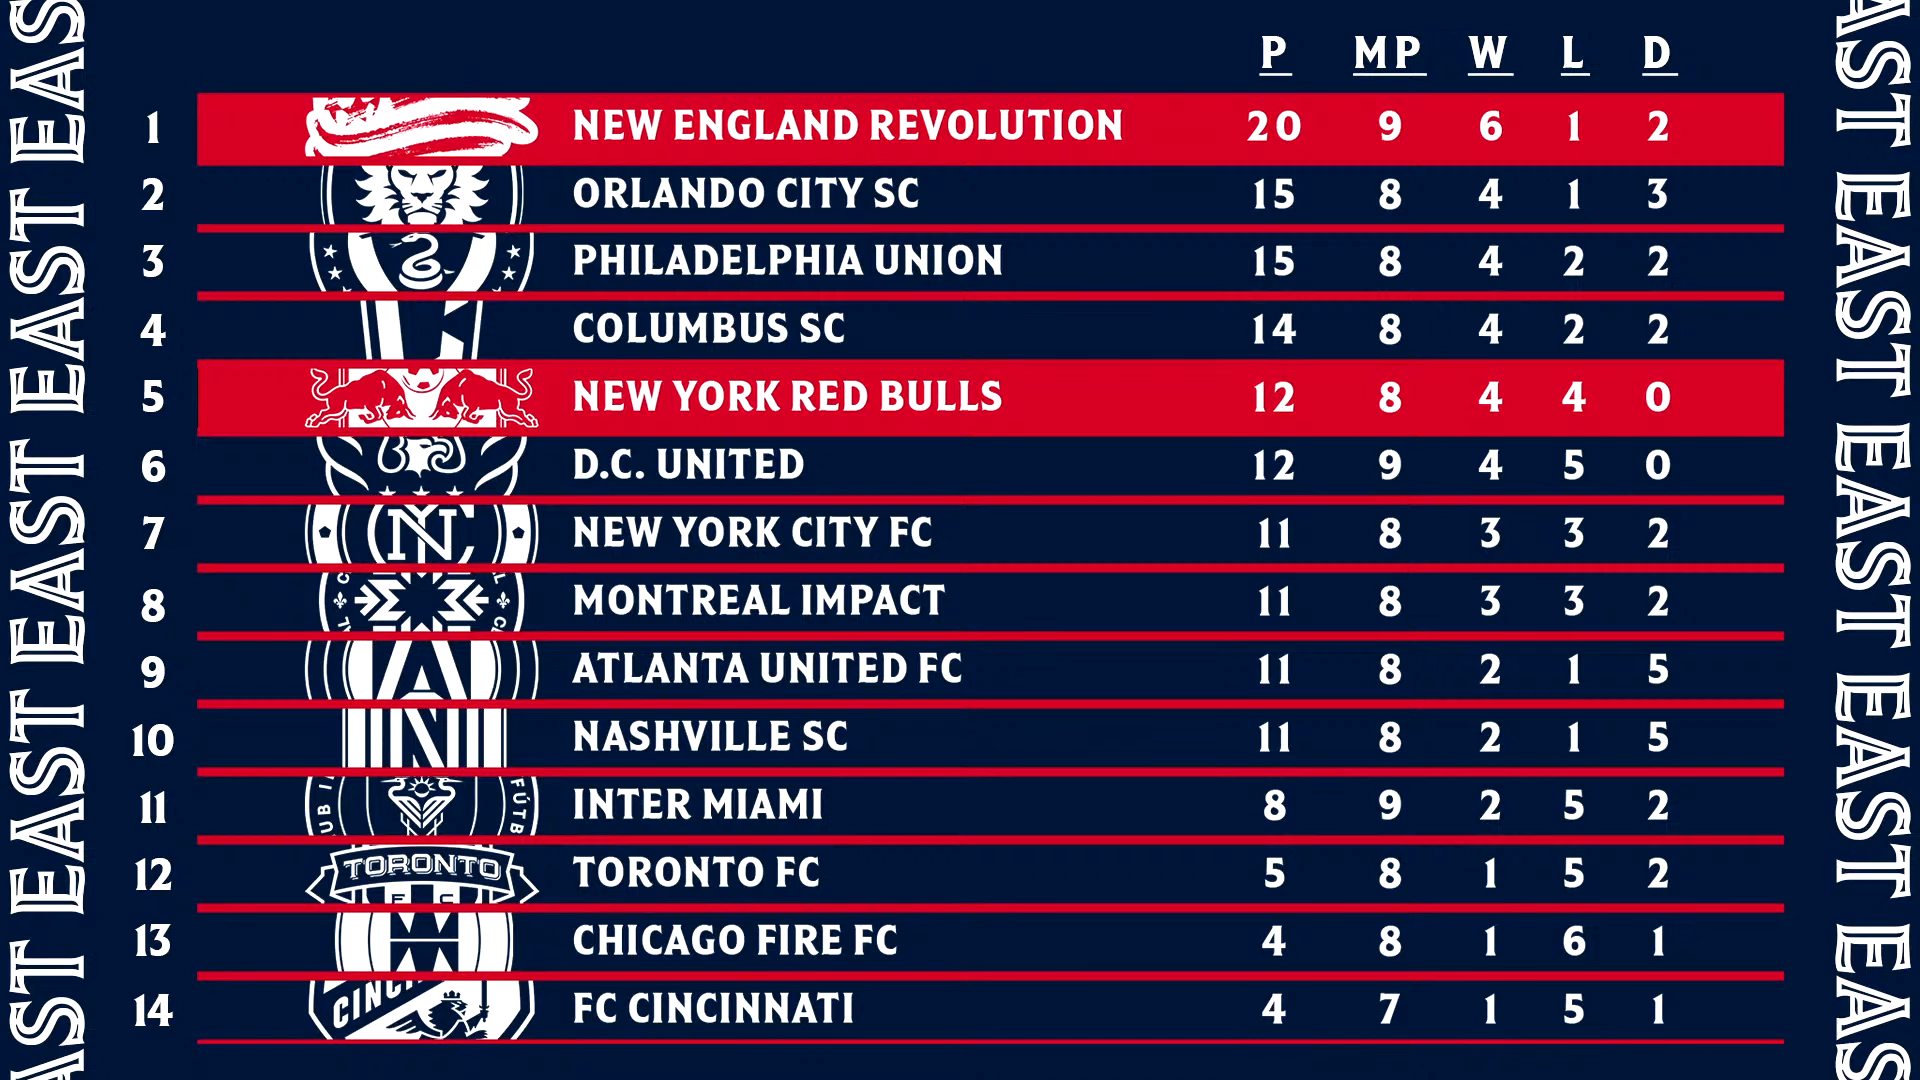 P MP W L D
1 NEW ENGLAND REVOLUTION 20 9 6 1 2
2 ORLANDO CITY SC 15 8 4 1 3
3 PHILADELPHIA UNION 15 8 4 2 2
4 COLUMBUS SC 14 8 4 2 2
5 NEW YORK RED BULLS 12 8 4 4 0
6 D.C. UNITED 12 9 4 5 0
7 NYC NEW YORK CITY FC 11 8 3 3 2
8 MONTREAL IMPACT 11 8 3 3 2
9 A ATLANTA UNITED FC 11 8 2 1 5
10 N NASHVILLE SC 11 8 2 1 5
11 INTER MIAMI 8 9 2 5 2
12 TORONTO FC TORONTO FC 5 8 1 5 2
13 CHICAGO FIRE FC 4 8 1 6 1
14 FC CINCINNATI 4 7 1 5 1
EAST EAST EAST EAST
EAST EAST EAST EAST